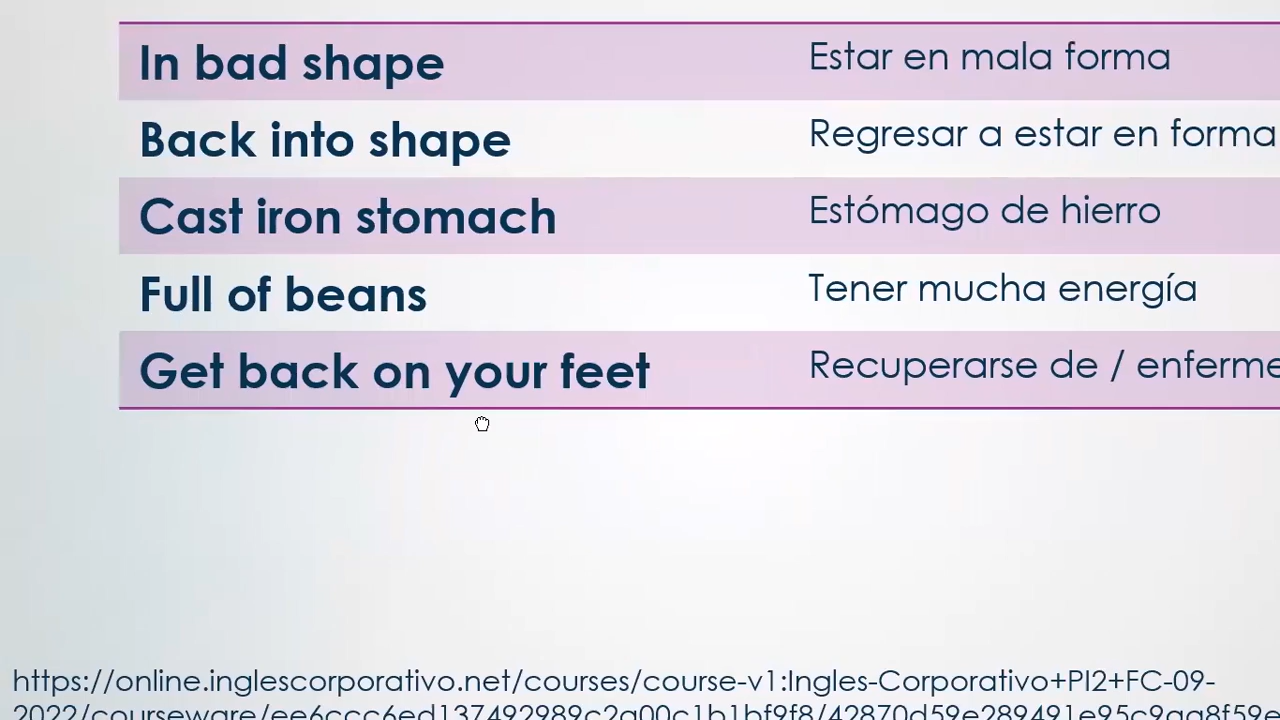 In bad shape Estar en mala forma
Back into shape Regresar a estar en forma
Cast iron stomach Estómago de hierro
Full of beans Tener mucha energía
Get back on your feet Recuperarse de /
https://online.inglescorporativo.net/courses/course-v1:Ingles-Corporativo+PI2+FC-09-